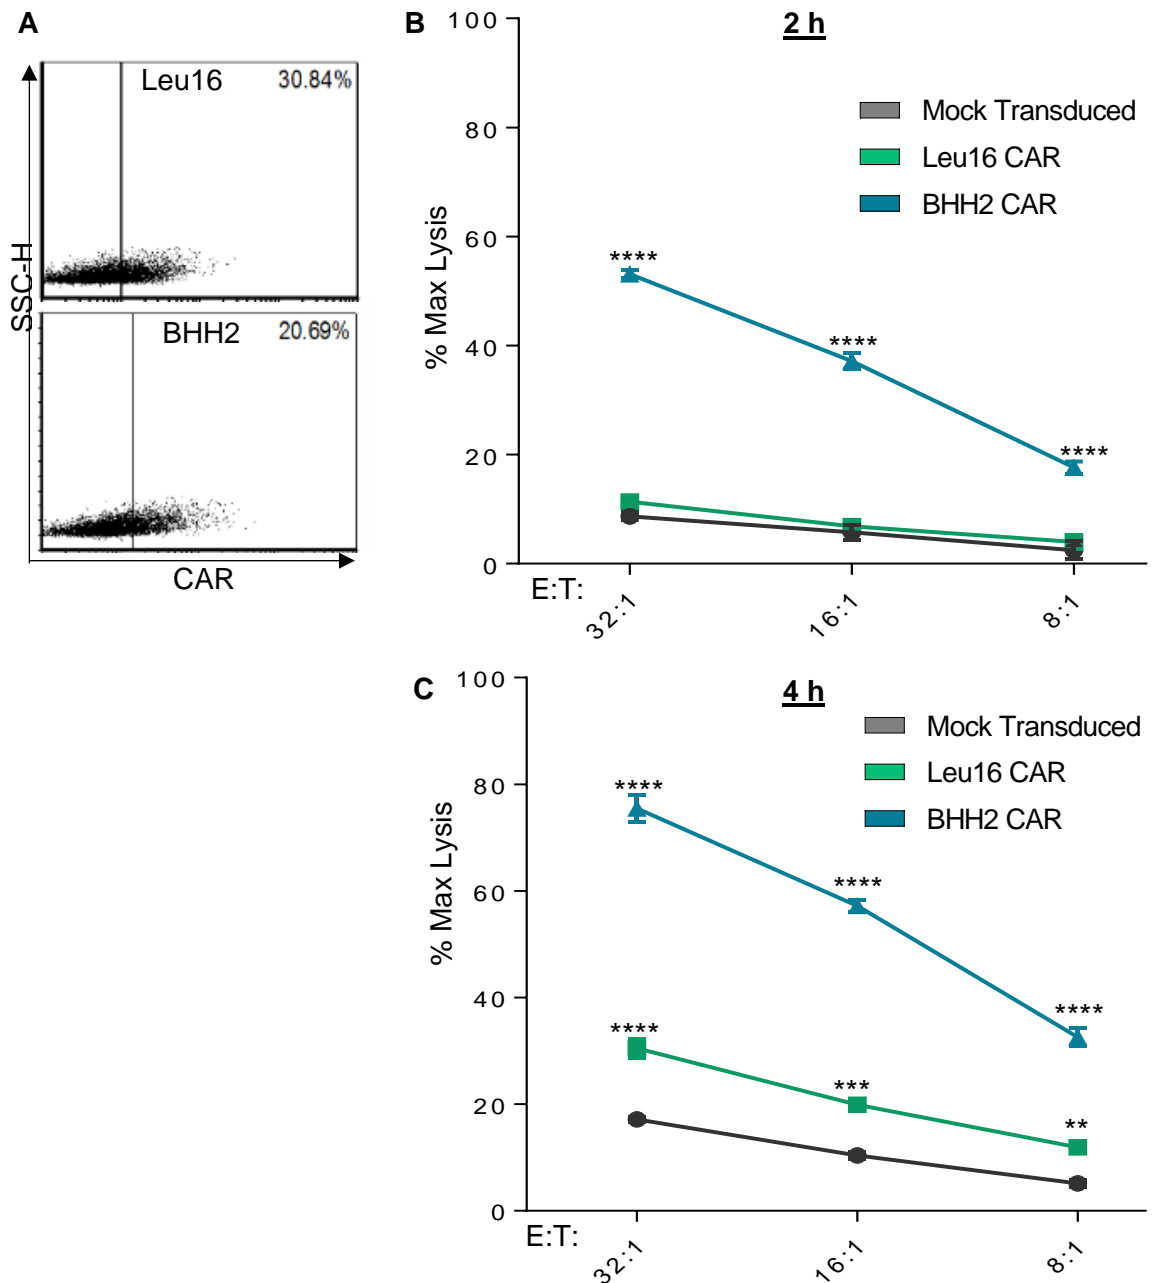 A
Leu16 30.84%
BHH2 20.69%
SSC-H
CAR
B
2 h
100
80
60
40
20
0
% Max Lysis
Mock Transduced
Leu16 CAR
BHH2 CAR
****
****
****
E:T:
32:1
16:1
8:1
C
4 h
100
80
60
40
20
0
% Max Lysis
Mock Transduced
Leu16 CAR
BHH2 CAR
****
****
****
****
***
**
E:T:
32:1
16:1
8:1